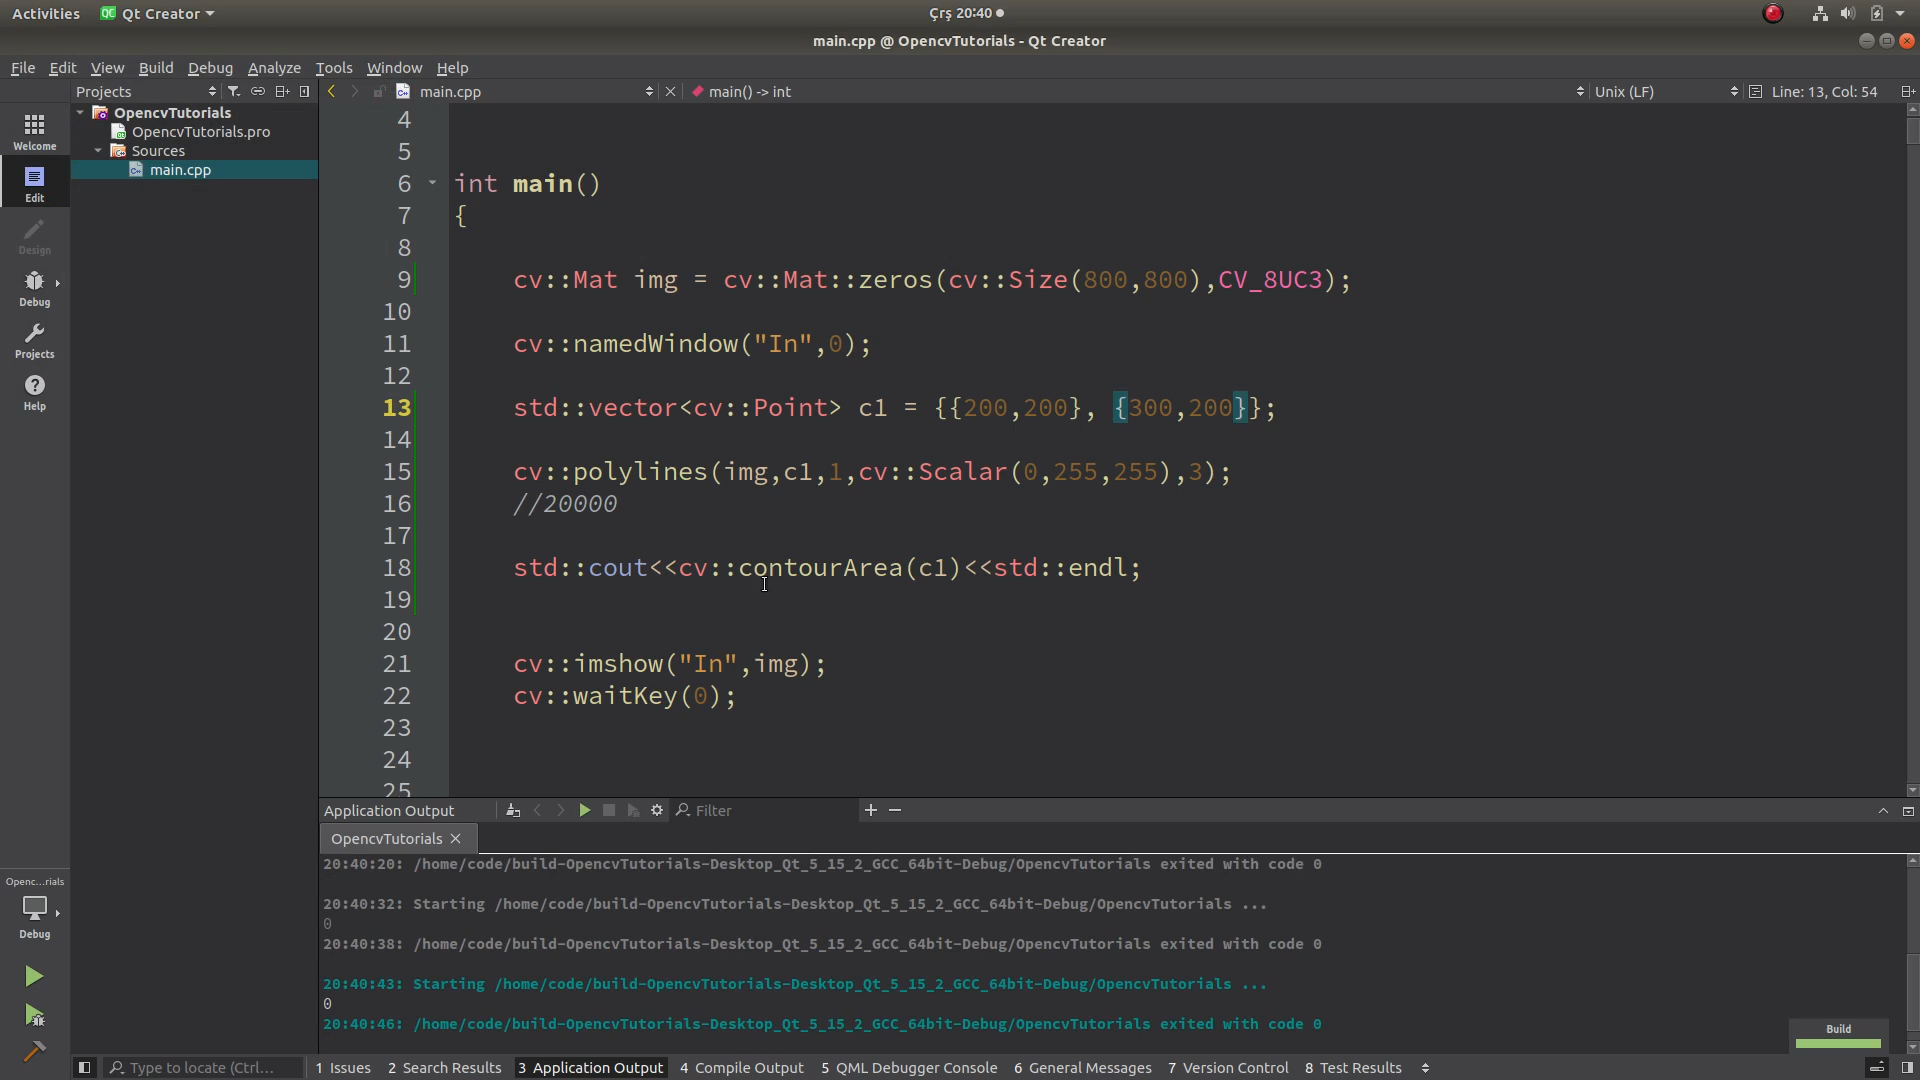 Activities Qt Creator Çrş 20:40
main.cpp @ OpencvTutorials - Qt Creator
File Edit View Build Debug Analyze Tools Window Help
Projects main.cpp main() -> int Unix (LF) Line: 13, Col: 54
OpencvTutorials
OpencvTutorials.pro
Sources
main.cpp
Welcome
Edit
Design
Debug
Projects
Help
4
5
6 int main()
7 {
8
9 cv::Mat img = cv::Mat::zeros(cv::Size(800,800),CV_8UC3);
10
11 cv::namedWindow("In",0);
12
13 std::vector<cv::Point> c1 = {{200,200}, {300,200}};
14
15 cv::polylines(img,c1,1,cv::Scalar(0,255,255),3);
16 //20000
17
18 std::cout<<cv::contourArea(c1)<<std::endl;
19
20
21 cv::imshow("In",img);
22 cv::waitKey(0);
23
24
25
Application Output Filter
OpencvTutorials
20:40:20: /home/code/build-OpencvTutorials-Desktop_Qt_5_15_2_GCC_64bit-Debug/OpencvTutorials exited with code 0
20:40:32: Starting /home/code/build-OpencvTutorials-Desktop_Qt_5_15_2_GCC_64bit-Debug/OpencvTutorials ...
0
20:40:38: /home/code/build-OpencvTutorials-Desktop_Qt_5_15_2_GCC_64bit-Debug/OpencvTutorials exited with code 0
20:40:43: Starting /home/code/build-OpencvTutorials-Desktop_Qt_5_15_2_GCC_64bit-Debug/OpencvTutorials ...
0
20:40:46: /home/code/build-OpencvTutorials-Desktop_Qt_5_15_2_GCC_64bit-Debug/OpencvTutorials exited with code 0
Openc...rials
Debug
Build
Type to locate (Ctrl... 1 Issues 2 Search Results 3 Application Output 4 Compile Output 5 QML Debugger Console 6 General Messages 7 Version Control 8 Test Results